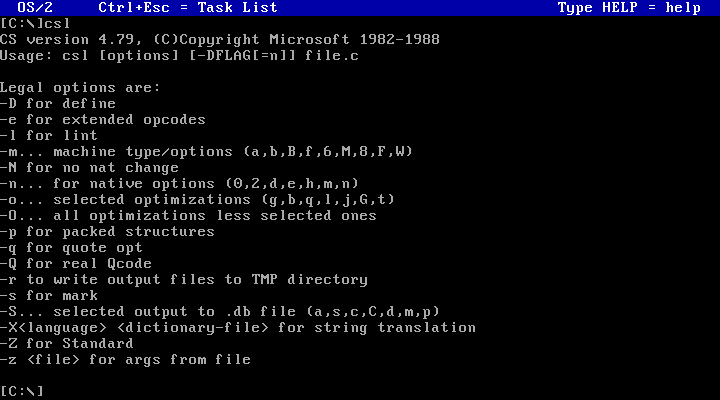 OS/2 Ctrl+Esc = Task List Type HELP = help
[C:\]csl
CS version 4.79, (C)Copyright Microsoft 1982-1988
Usage: csl [options] [-DFLAG[=n]] file.c
Legal options are:
-D for define
-e for extended opcodes
-l for lint
-m... machine type/options (a,b,B,f,6,M,8,F,W)
-N for no nat change
-n... for native options (0,2,d,e,h,m,n)
-o... selected optimizations (g,b,q,l,j,G,t)
-O... all optimizations less selected ones
-p for packed structures
-q for quote opt
-Q for real Qcode
-r to write output files to TMP directory
-s for mark
-S... selected output to .db file (a,s,c,C,d,m,p)
-X<language> <dictionary-file> for string translation
-Z for Standard
-z <file> for args from file
[C:\]